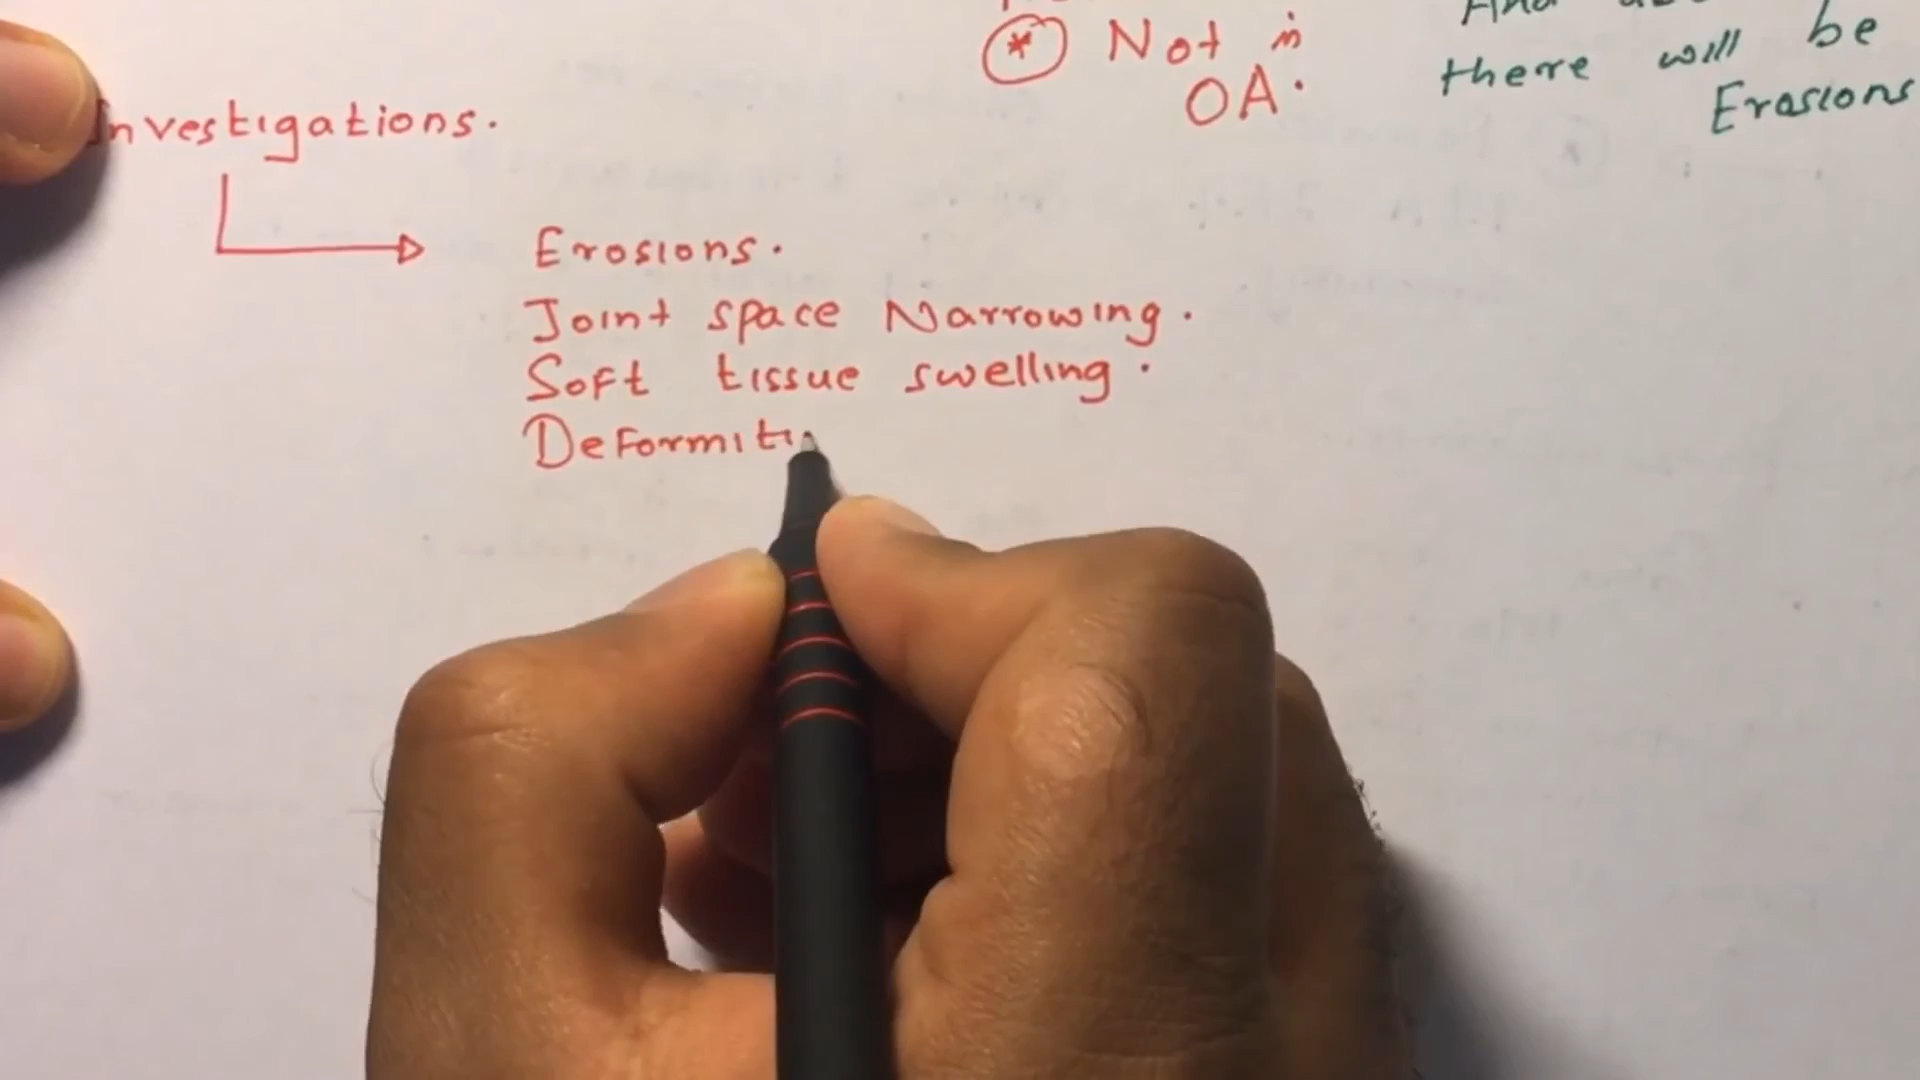 * Not in
OA.
there will be
Erosions
Investigations.
Erosions.
Joint space Narrowing.
Soft tissue swelling.
Deformiti